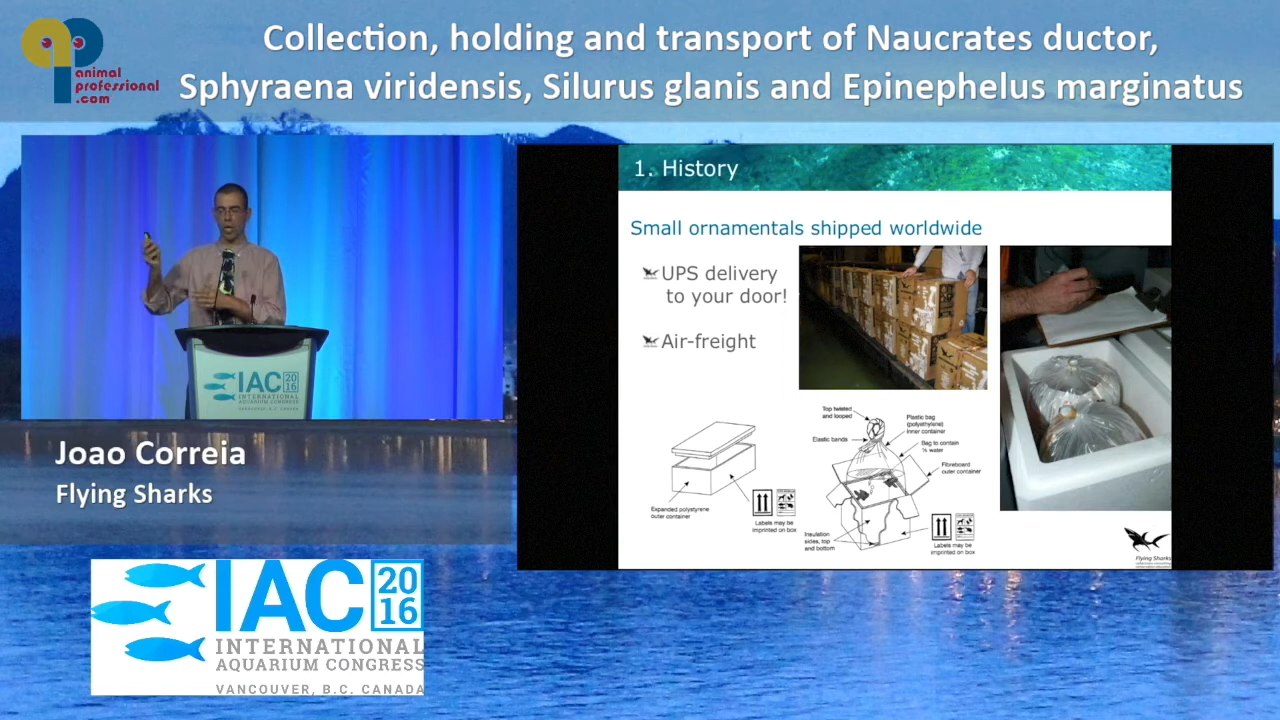 Collection, holding and transport of Naucrates ductor,
Sphyraena viridensis, Silurus glanis and Epinephelus marginatus
animal
professional
.com
1. History
Small ornamentals shipped worldwide
UPS delivery
to your door!
Air-freight
Top twisted
and looped
Elastic bands
Plastic bag
(polyethylene)
inner container
Bag to contain
⅓ water
Fibreboard
outer container
Expanded polystyrene
outer container
Labels may be
imprinted on box
Insulation
sides, top
and bottom
Labels may be
imprinted on box
Flying Sharks
IAC 2016
INTERNATIONAL
AQUARIUM CONGRESS
VANCOUVER, B.C. CANADA
Joao Correia
Flying Sharks
IAC 20
16
INTERNATIONAL
AQUARIUM CONGRESS
VANCOUVER, B.C. CANADA